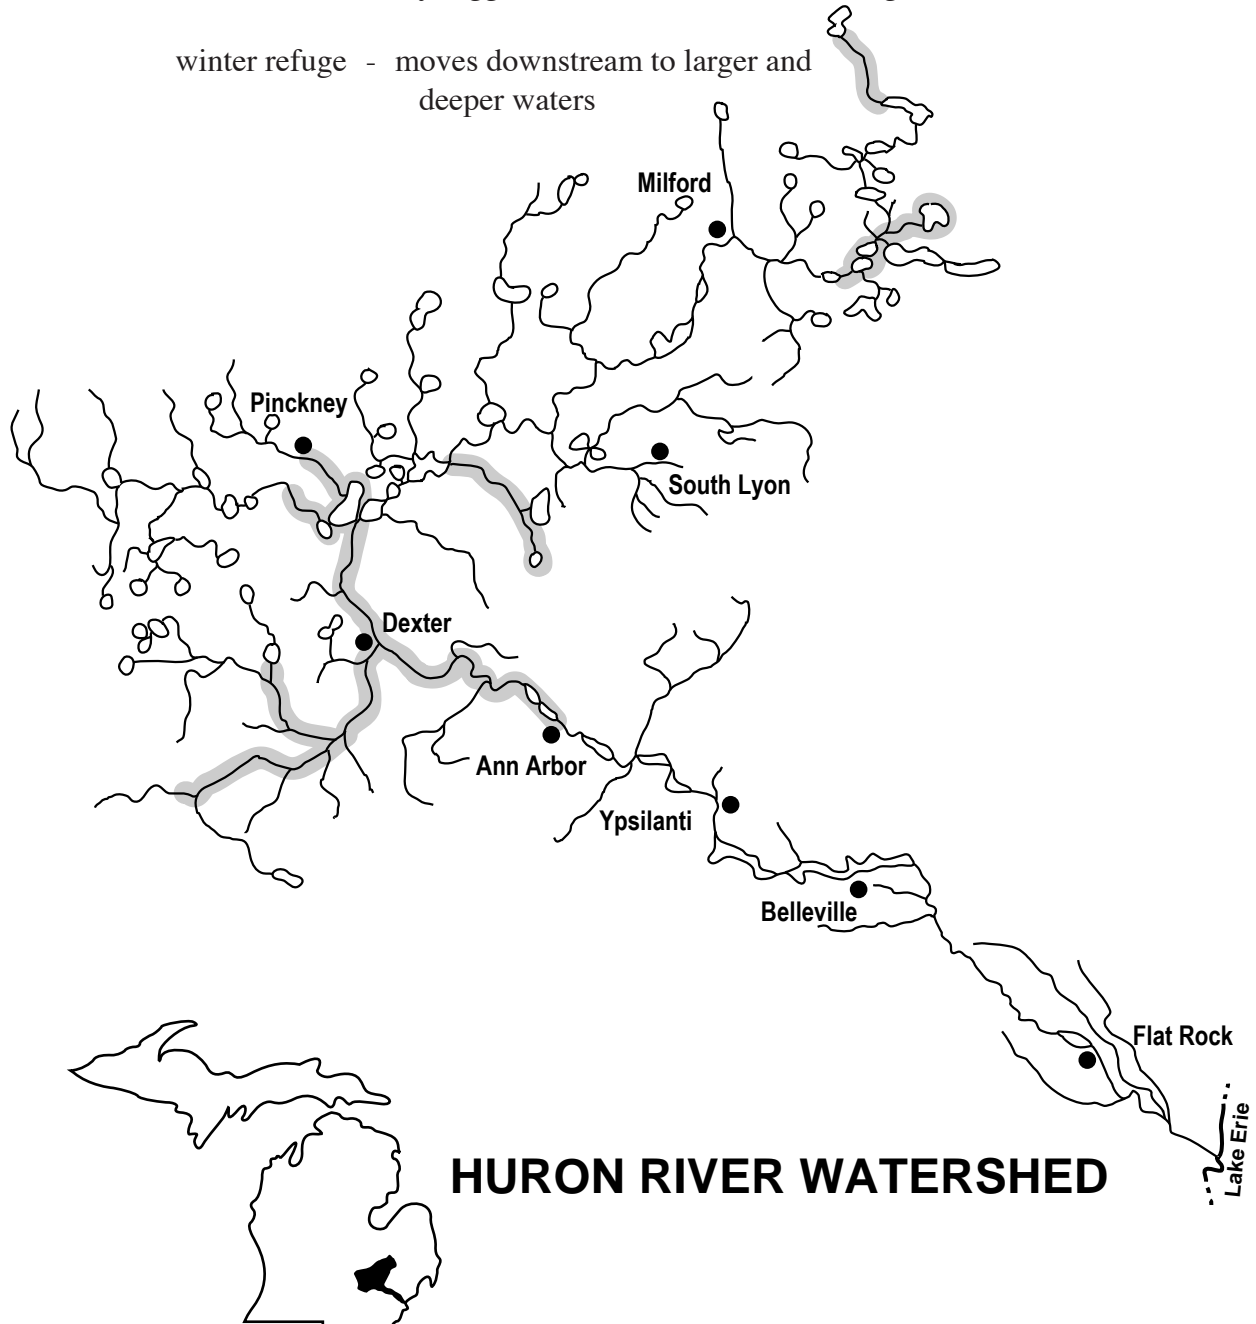 winter refuge - moves downstream to larger and
deeper waters
Milford
Pinckney
South Lyon
Dexter
Ann Arbor
Ypsilanti
Belleville
Flat Rock
Lake Erie
HURON RIVER WATERSHED